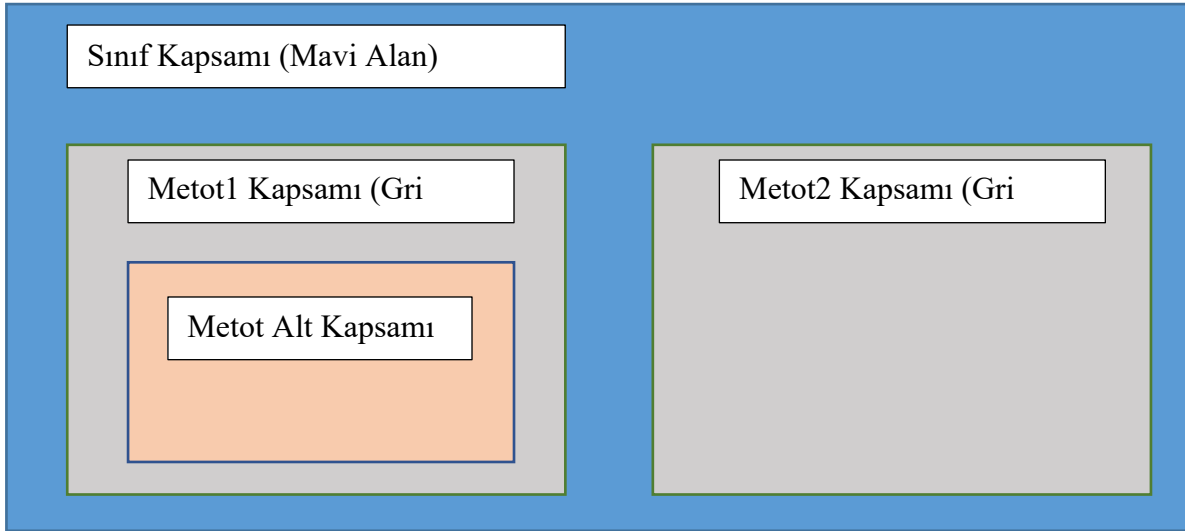 Sınıf Kapsamı (Mavi Alan)
Metot1 Kapsamı (Gri
Metot2 Kapsamı (Gri
Metot Alt Kapsamı